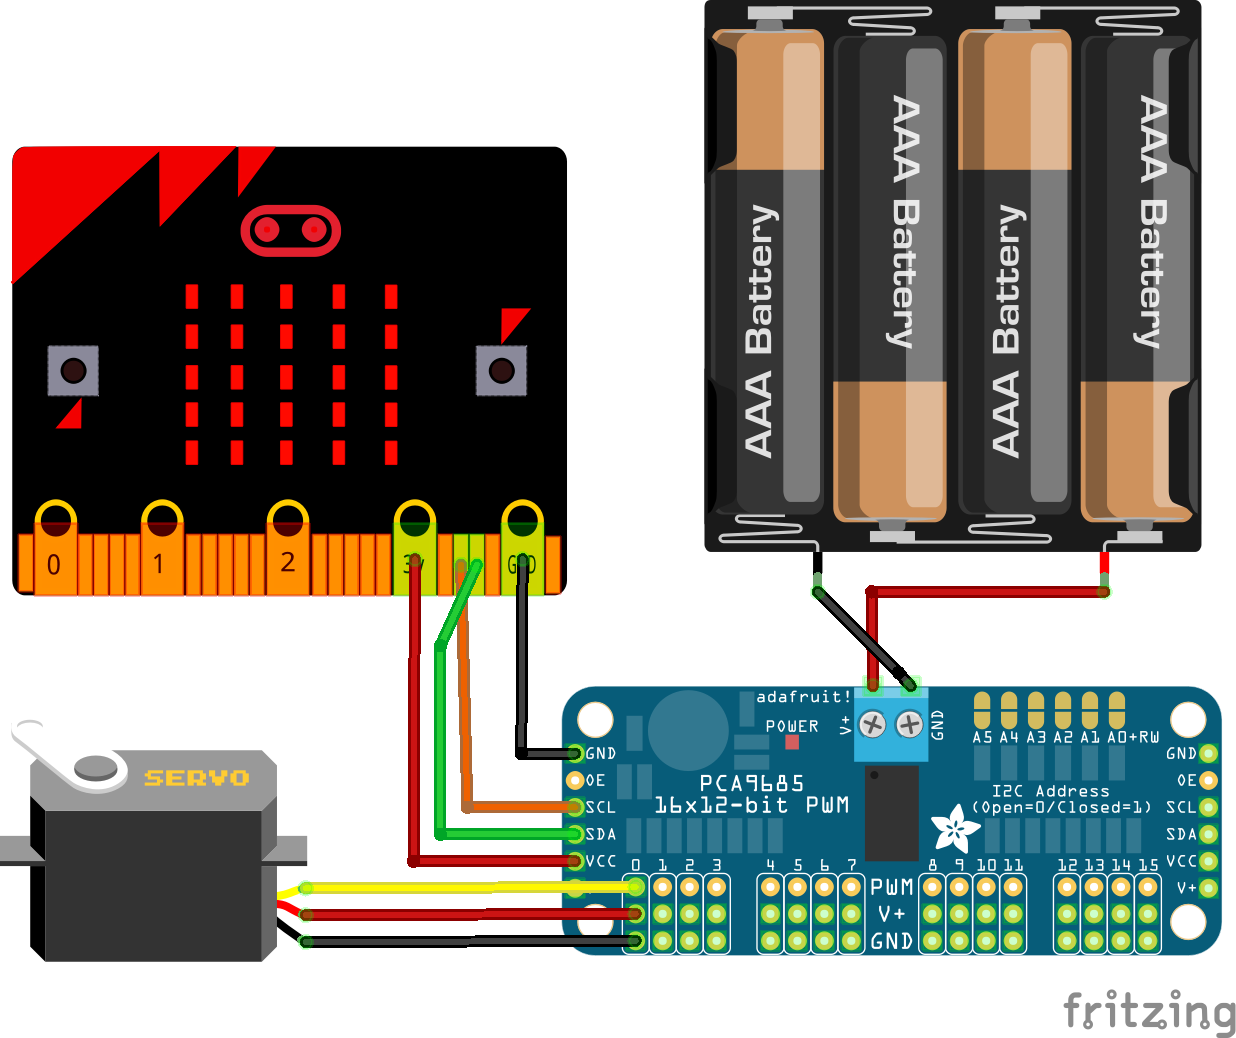 AAA Battery
AAA Battery
AAA Battery
AAA Battery
0
1
2
3V
GND
adafruit!
POWER
V+
GND
A5 A4 A3 A2 A1 A0 +RW
GND
OE
SCL
SDA
VCC
PCA9685
16x12-bit PWM
I2C Address
(Open=0/Closed=1)
GND
OE
SCL
SDA
VCC
V+
0 1 2 3 4 5 6 7 8 9 10 11 12 13 14 15
PWM
V+
GND
SERVO
fritzing